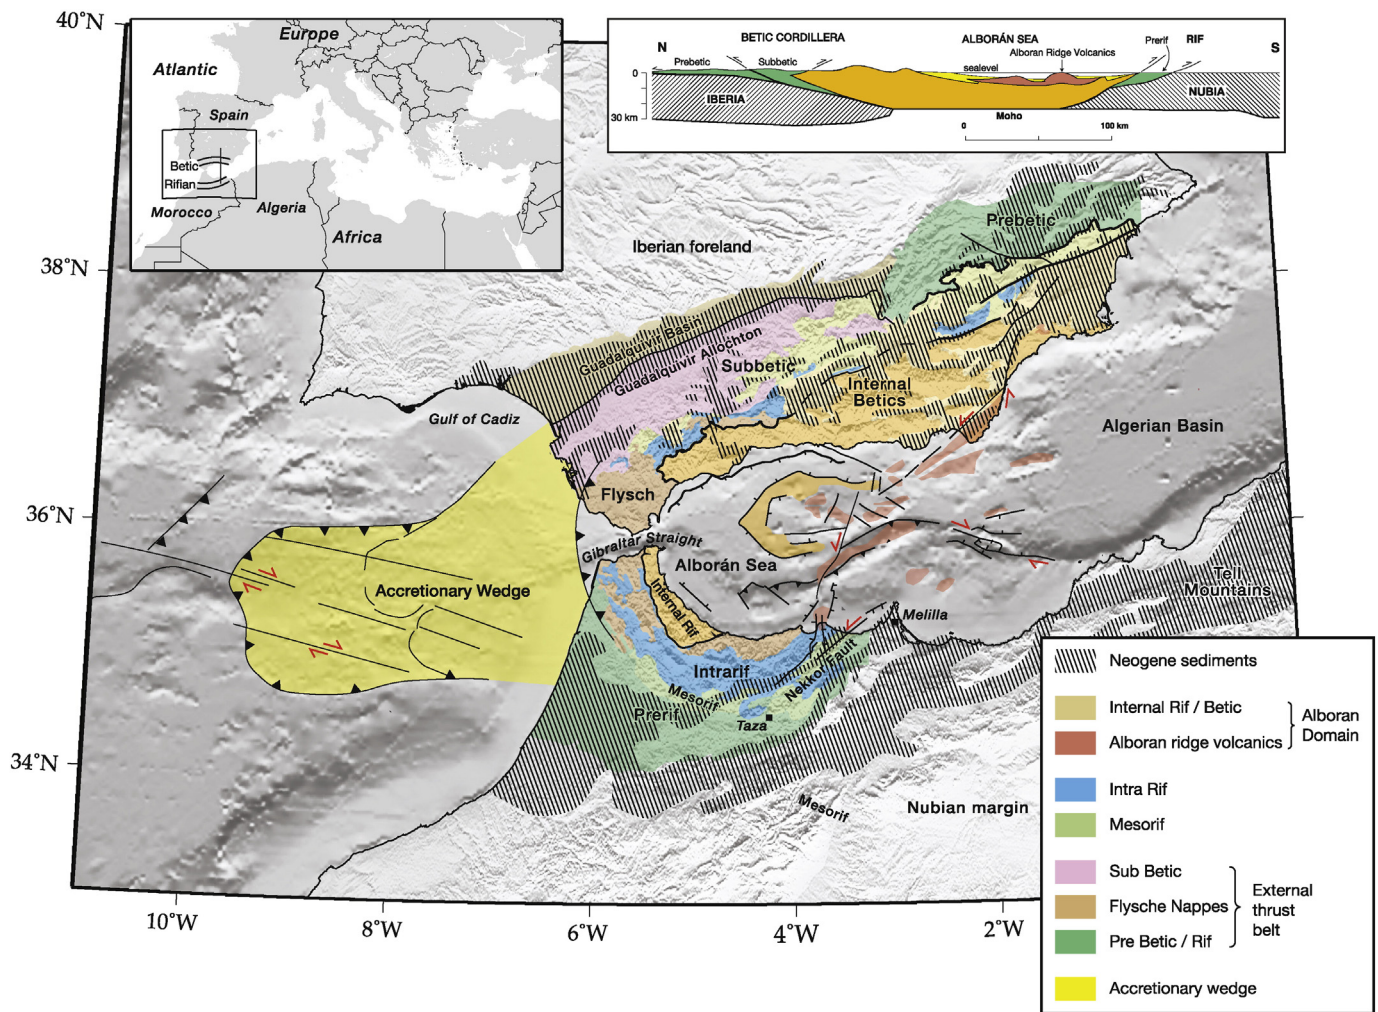 40°N
38°N
36°N
34°N
10°W
8°W
6°W
4°W
2°W
Europe
Atlantic
Spain
Betic
Rifian
Morocco
Algeria
Africa
BETIC CORDILLERA
ALBORÁN SEA
Alborán Ridge Volcanics
Prerif
RIF
N
S
Prebetic
Subbetic
sealevel
0
IBERIA
NUBIA
30 km
Moho
0
100 km
Iberian foreland
Prebetic
Guadalquivir Basin
Guadalquivir Allochton
Subbetic
Internal
Betics
Gulf of Cadiz
Algerian Basin
Flysch
Gibraltar Straight
Alborán Sea
Accretionary Wedge
Internal Rif
Tell
Mountains
Melilla
Intrarif
Nekkor Fault
Mesorif
Prerif
Taza
Mesorif
Nubian margin
Neogene sediments
Internal Rif / Betic
Alboran ridge volcanics
Alboran
Domain
Intra Rif
Mesorif
Sub Betic
Flysche Nappes
Pre Betic / Rif
External
thrust
belt
Accretionary wedge